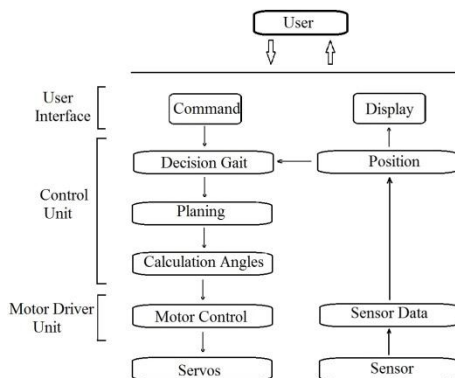 User
User
Interface
Command
Display
Decision Gait
Position
Control
Unit
Planing
Calculation Angles
Motor Driver
Unit
Motor Control
Sensor Data
Servos
Sensor